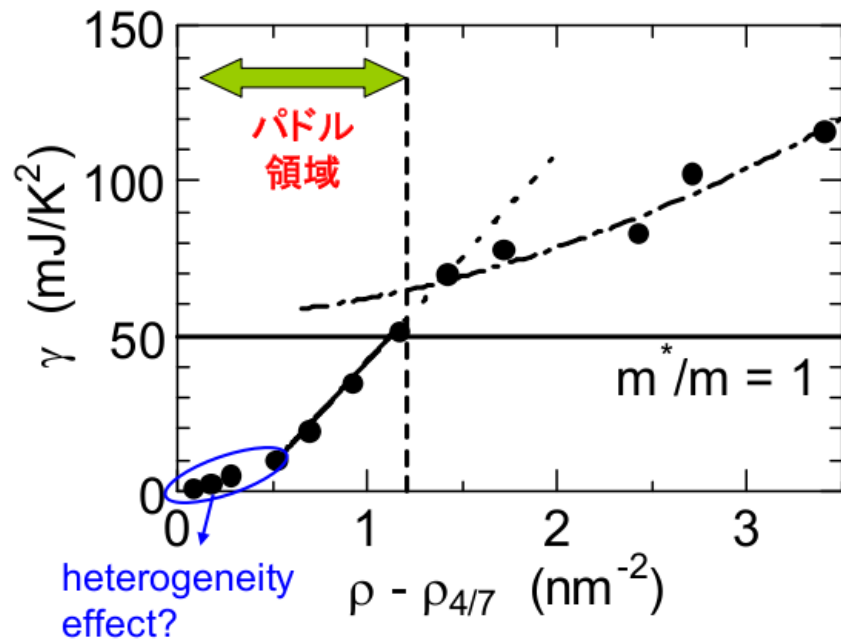 150
100
50
0
γ (mJ/K²)
パドル
領域
m*/m = 1
0
1
2
3
heterogeneity
effect?
ρ - ρ4/7 (nm⁻²)